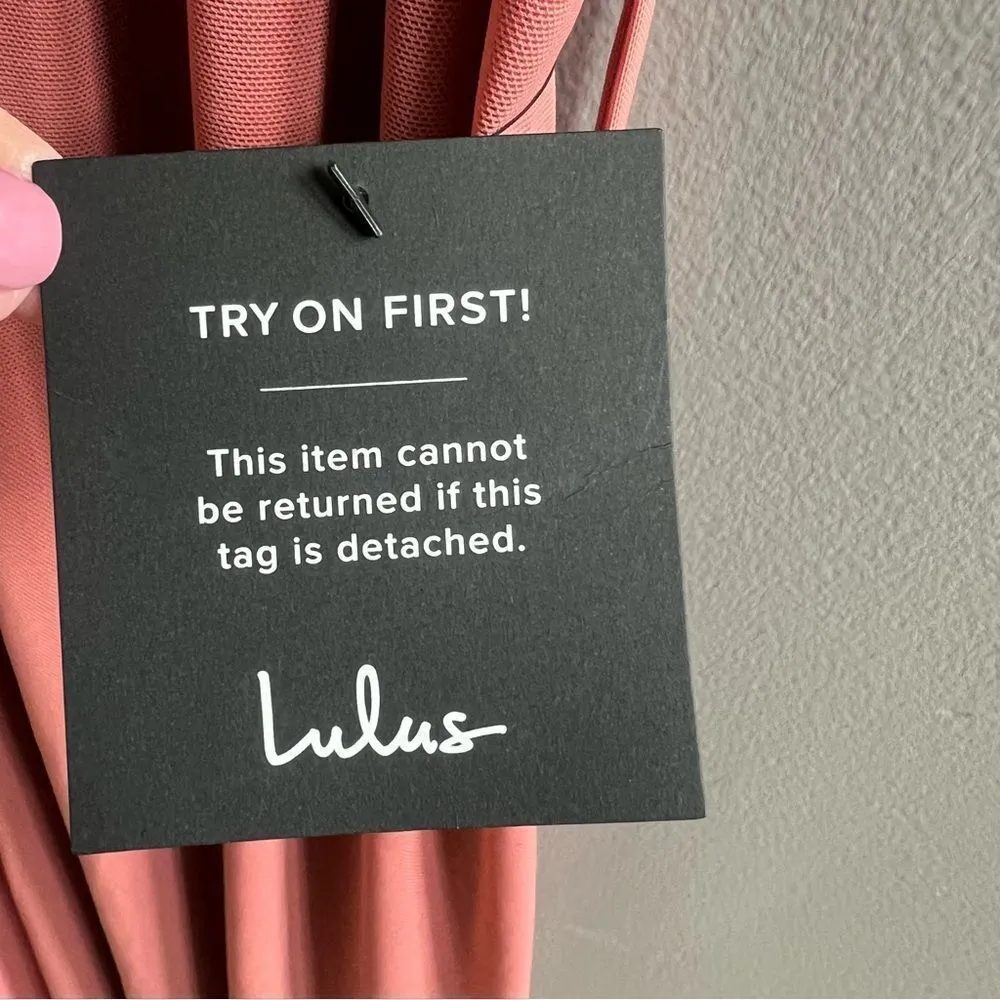 TRY ON FIRST!
This item cannot
be returned if this
tag is detached.
Lulus